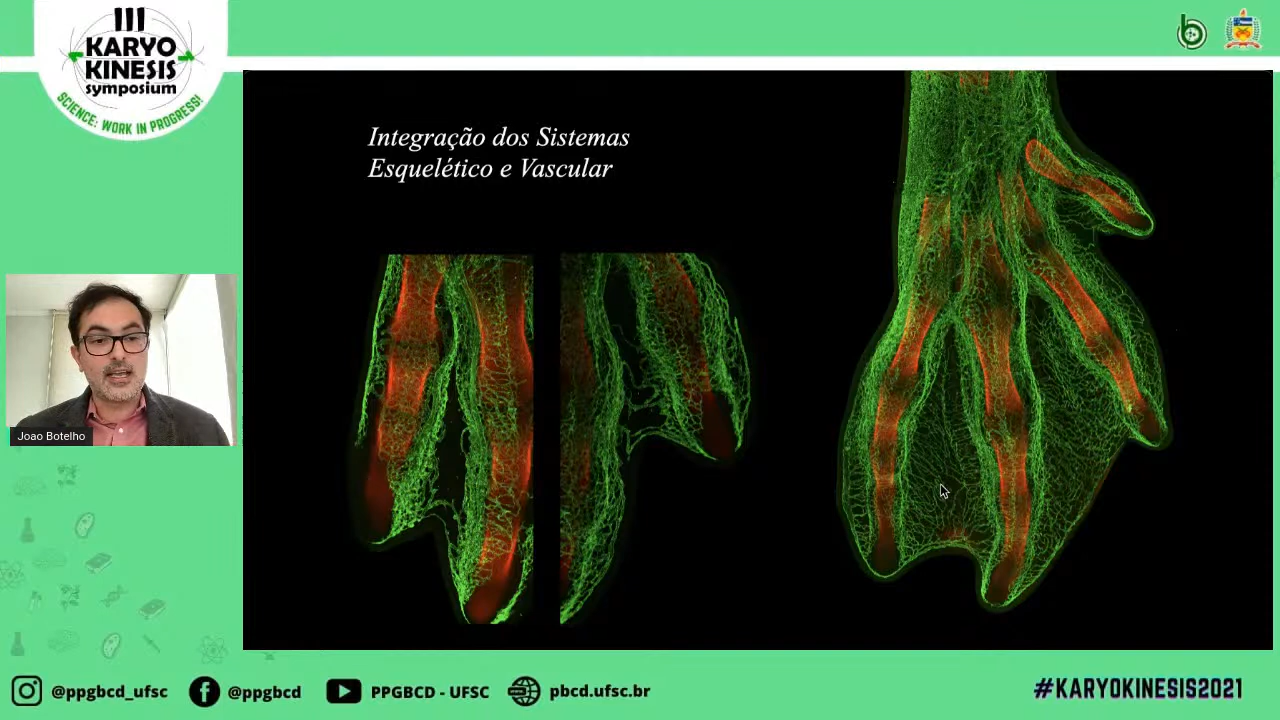 III
KARYO
KINESIS
symposium
SCIENCE: WORK IN PROGRESS!
Integração dos Sistemas
Esquelético e Vascular
Joao Botelho
@ppgbcd_ufsc
@ppgbcd
PPGBCD - UFSC
pbcd.ufsc.br
#KARYOKINESIS2021